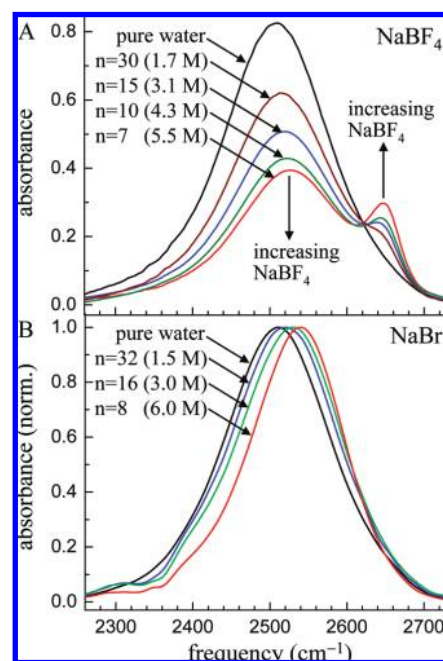 A
NaBF₄
pure water
n=30 (1.7 M)
n=15 (3.1 M)
n=10 (4.3 M)
n=7 (5.5 M)
increasing
NaBF₄
increasing
NaBF₄
absorbance
0.8
0.6
0.4
0.2
0.0
B
NaBr
pure water
n=32 (1.5 M)
n=16 (3.0 M)
n=8 (6.0 M)
absorbance (norm.)
1.0
0.8
0.6
0.4
0.2
0.0
2300 2400 2500 2600 2700
frequency (cm⁻¹)